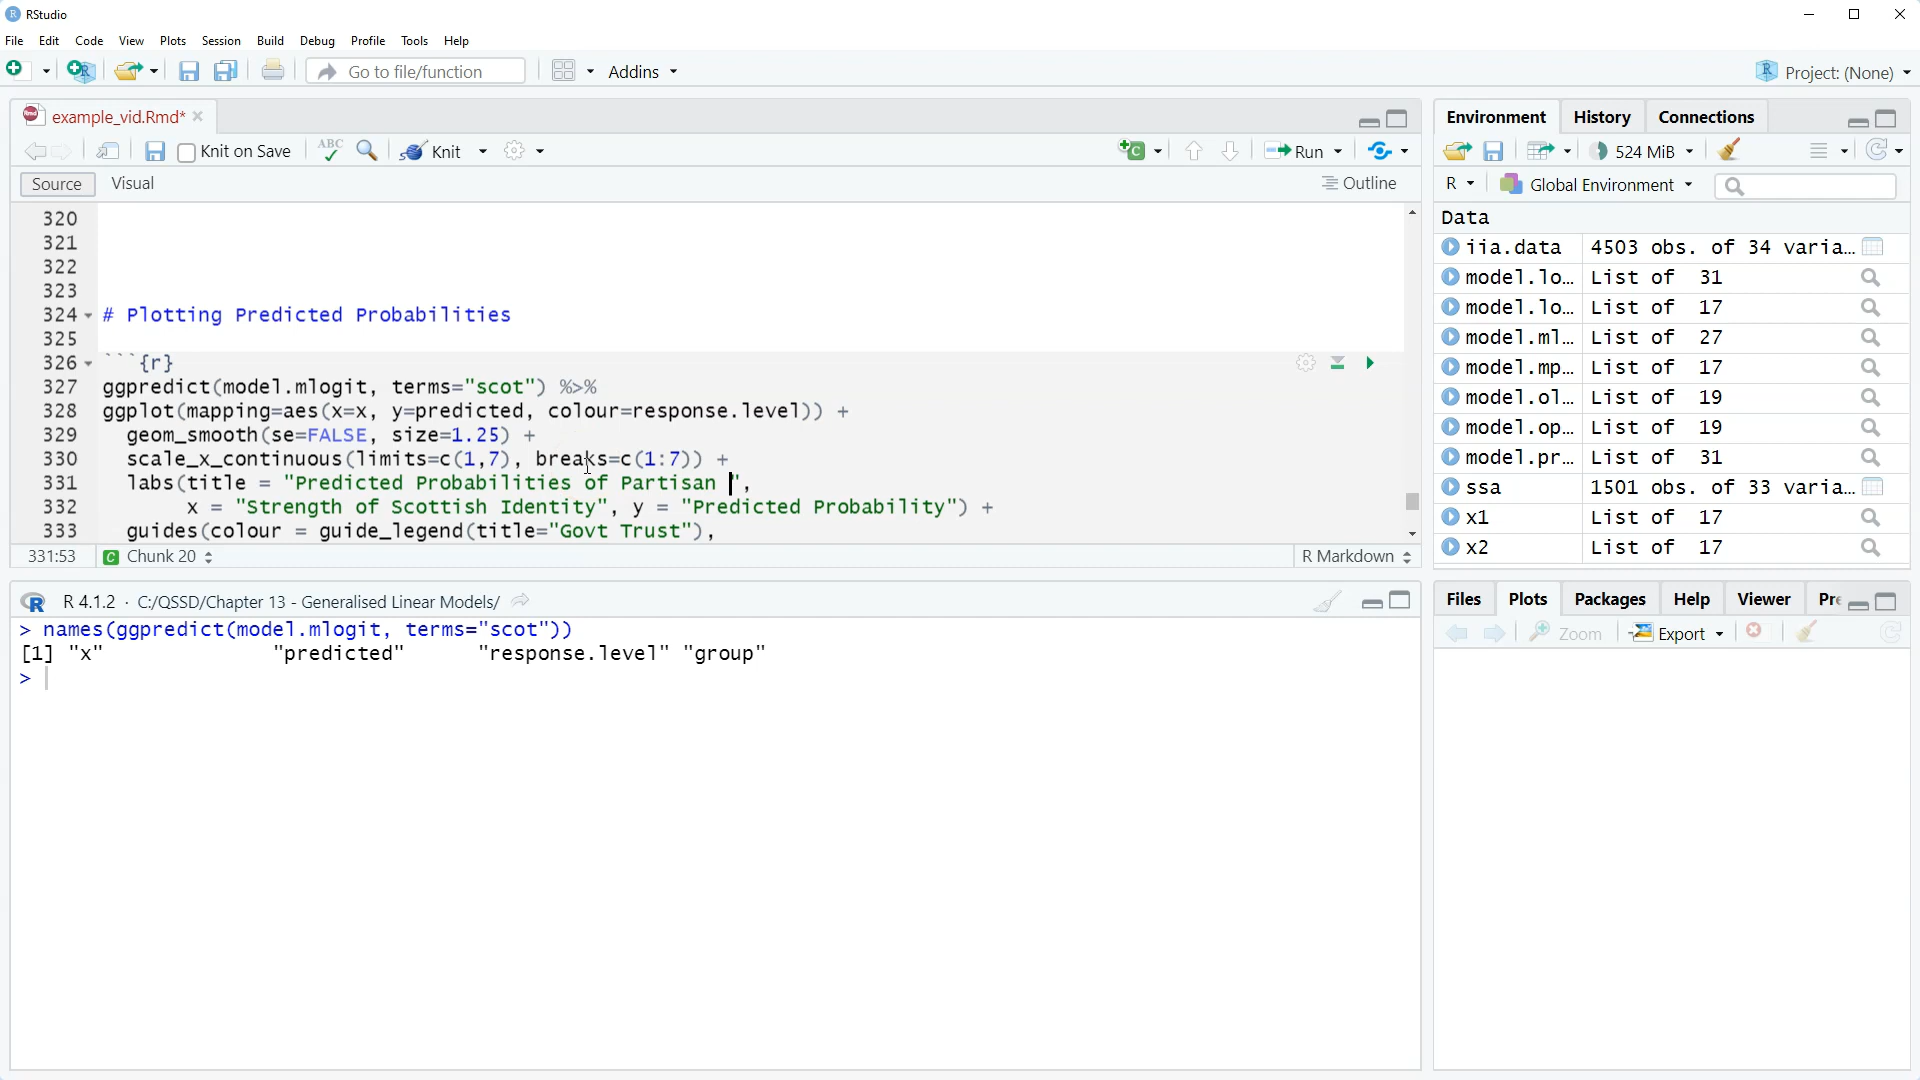 RStudio
File Edit Code View Plots Session Build Debug Profile Tools Help
Go to file/function Addins Project: (None)
example_vid.Rmd*
Knit on Save ABC Knit Run
Source Visual Outline
320
321
322
323
324 # Plotting Predicted Probabilities
325
326 ```{r}
327 ggpredict(model.mlogit, terms="scot") %>%
328 ggplot(mapping=aes(x=x, y=predicted, colour=response.level)) +
329 geom_smooth(se=FALSE, size=1.25) +
330 scale_x_continuous(limits=c(1,7), breaks=c(1:7)) +
331 labs(title = "Predicted Probabilities of Partisan ",
332 x = "Strength of Scottish Identity", y = "Predicted Probability") +
333 guides(colour = guide_legend(title="Govt Trust"),
331:53 Chunk 20 R Markdown
R 4.1.2 · C:/QSSD/Chapter 13 - Generalised Linear Models/
> names(ggpredict(model.mlogit, terms="scot"))
[1] "x" "predicted" "response.level" "group"
>
Environment History Connections
524 MiB
R Global Environment
Data
iia.data 4503 obs. of 34 varia…
model.lo… List of 31
model.lo… List of 17
model.ml… List of 27
model.mp… List of 17
model.ol… List of 19
model.op… List of 19
model.pr… List of 31
ssa 1501 obs. of 33 varia…
x1 List of 17
x2 List of 17
Files Plots Packages Help Viewer Pre
Zoom Export